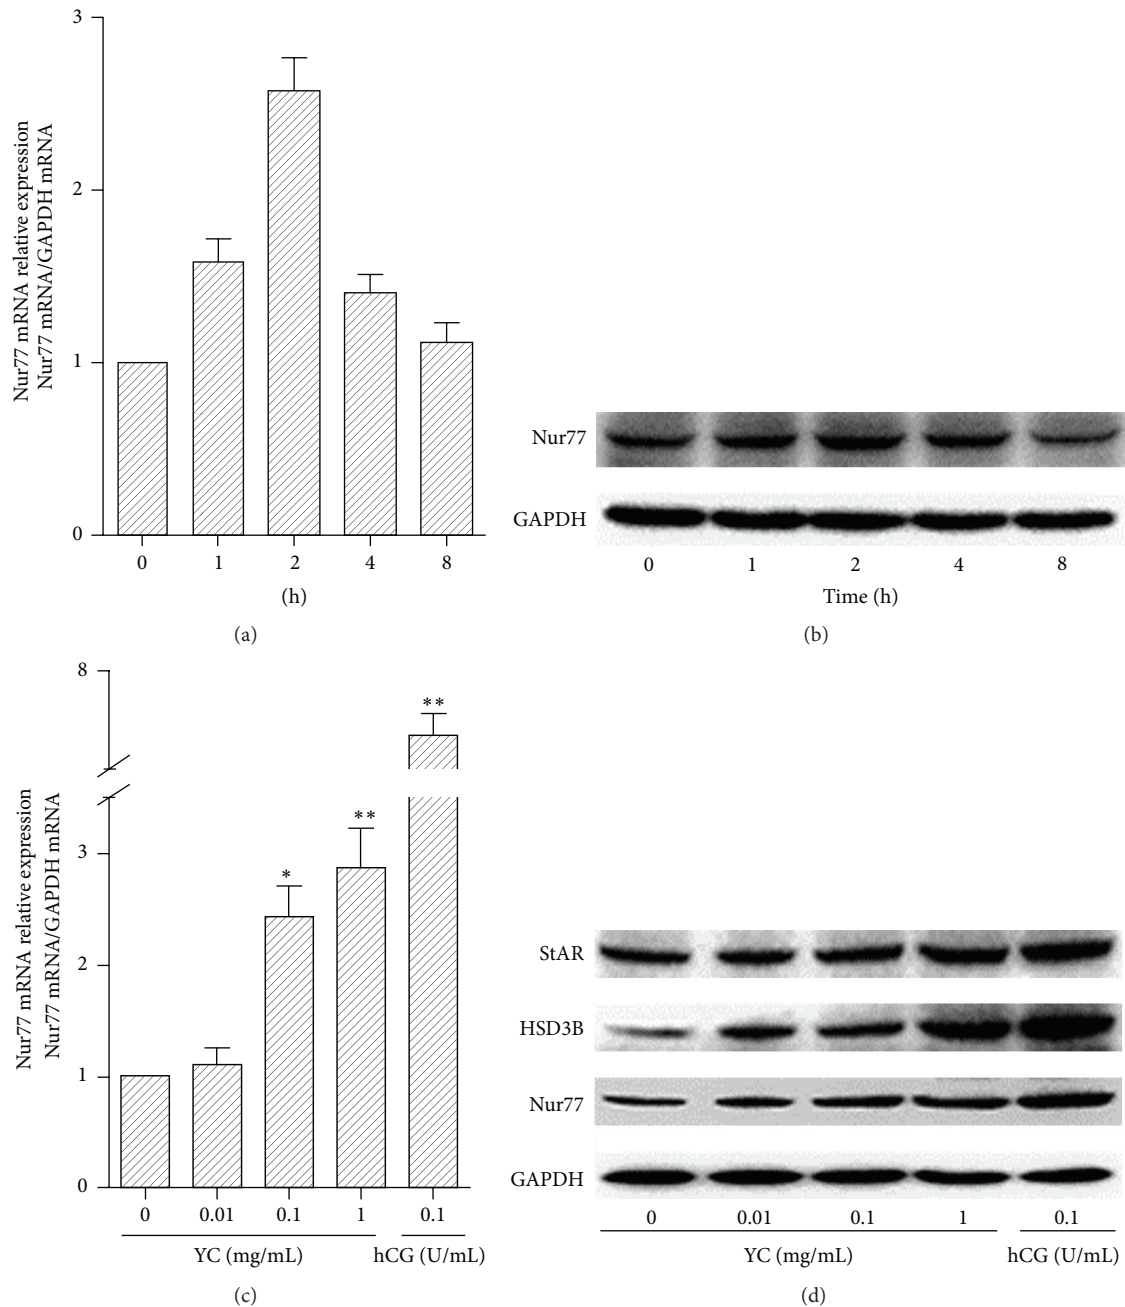 3
2
1
0
Nur77 mRNA relative expression
Nur77 mRNA/GAPDH mRNA
0 1 2 4 8
(h)
(a)
Nur77
GAPDH
0 1 2 4 8
Time (h)
(b)
8
3
2
1
0
Nur77 mRNA relative expression
Nur77 mRNA/GAPDH mRNA
*
**
**
0 0.01 0.1 1 0.1
YC (mg/mL) hCG (U/mL)
(c)
StAR
HSD3B
Nur77
GAPDH
0 0.01 0.1 1 0.1
YC (mg/mL) hCG (U/mL)
(d)